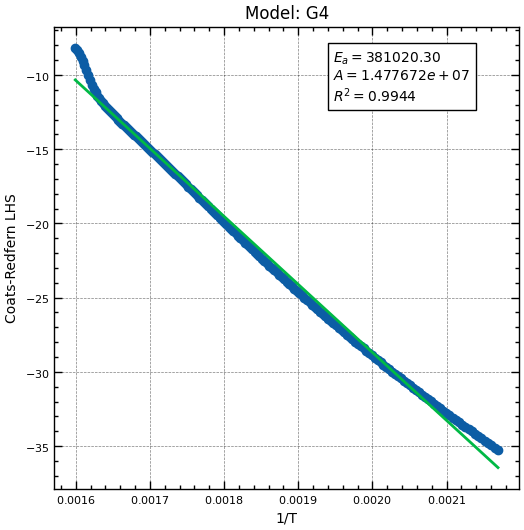 Model: G4
E_a = 381020.30
A = 1.477672e + 07
R^2 = 0.9944
Coats-Redfern LHS
−10
−15
−20
−25
−30
−35
0.0016 0.0017 0.0018 0.0019 0.0020 0.0021
1/T